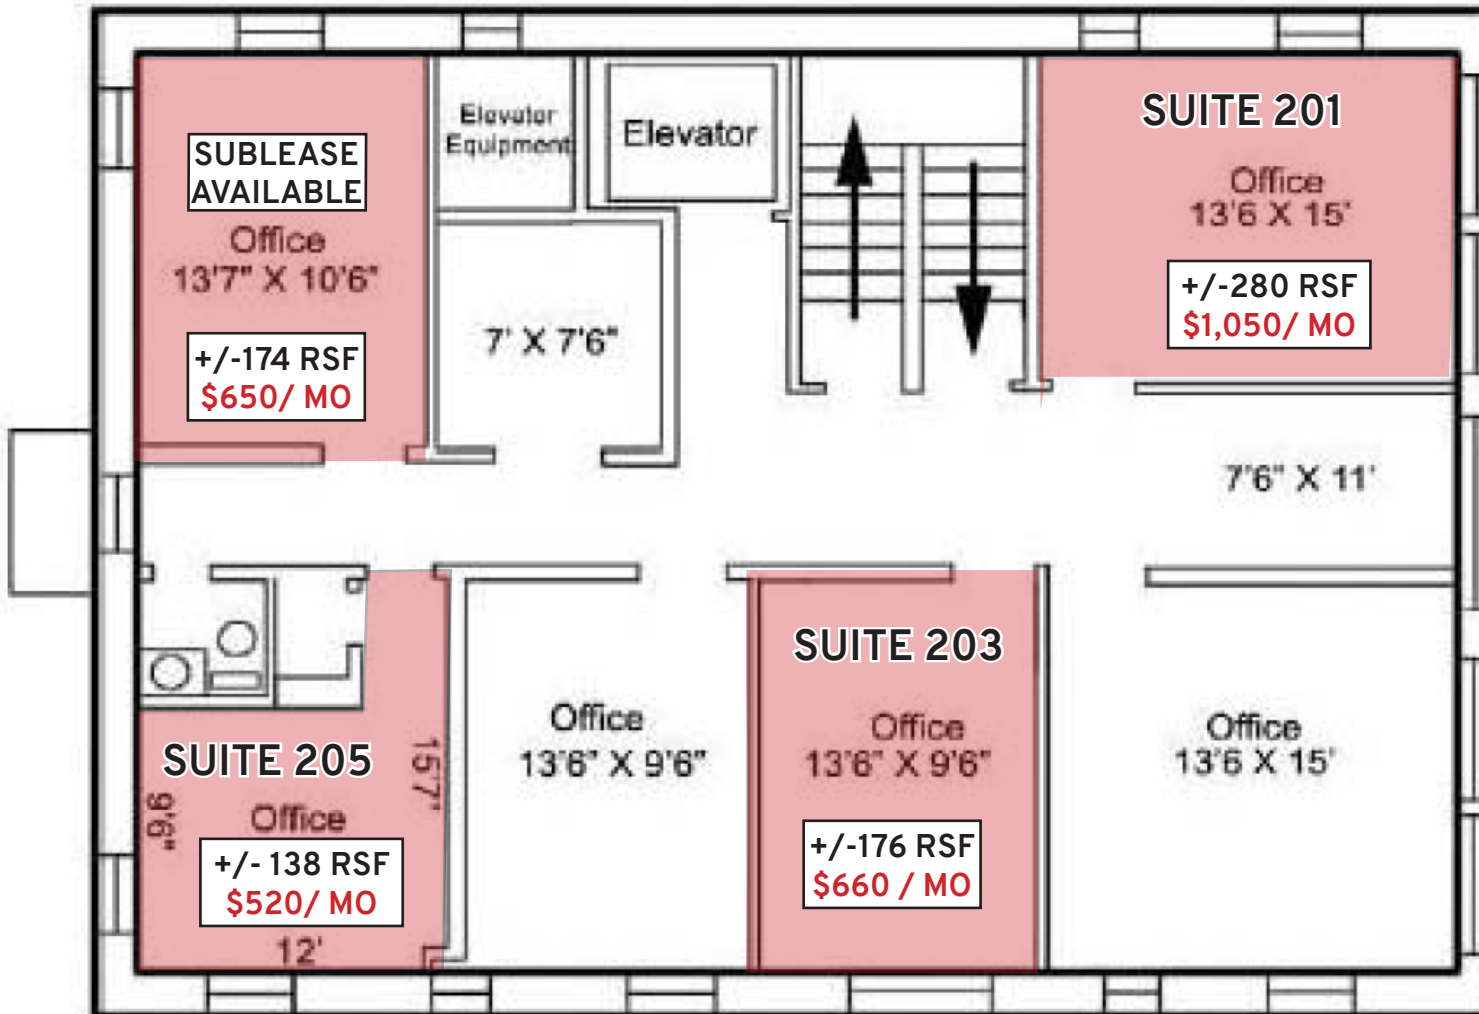 SUBLEASE
AVAILABLE
Office
13'7" X 10'6"
+/-174 RSF
$650/ MO
Elevator
Equipment
Elevator
7' X 7'6"
SUITE 201
Office
13'6 X 15'
+/-280 RSF
$1,050/ MO
7'6" X 11'
SUITE 205
Office
9'6"
15'7"
+/- 138 RSF
$520/ MO
12'
Office
13'6" X 9'6"
SUITE 203
Office
13'6" X 9'6"
+/-176 RSF
$660 / MO
Office
13'6 X 15'